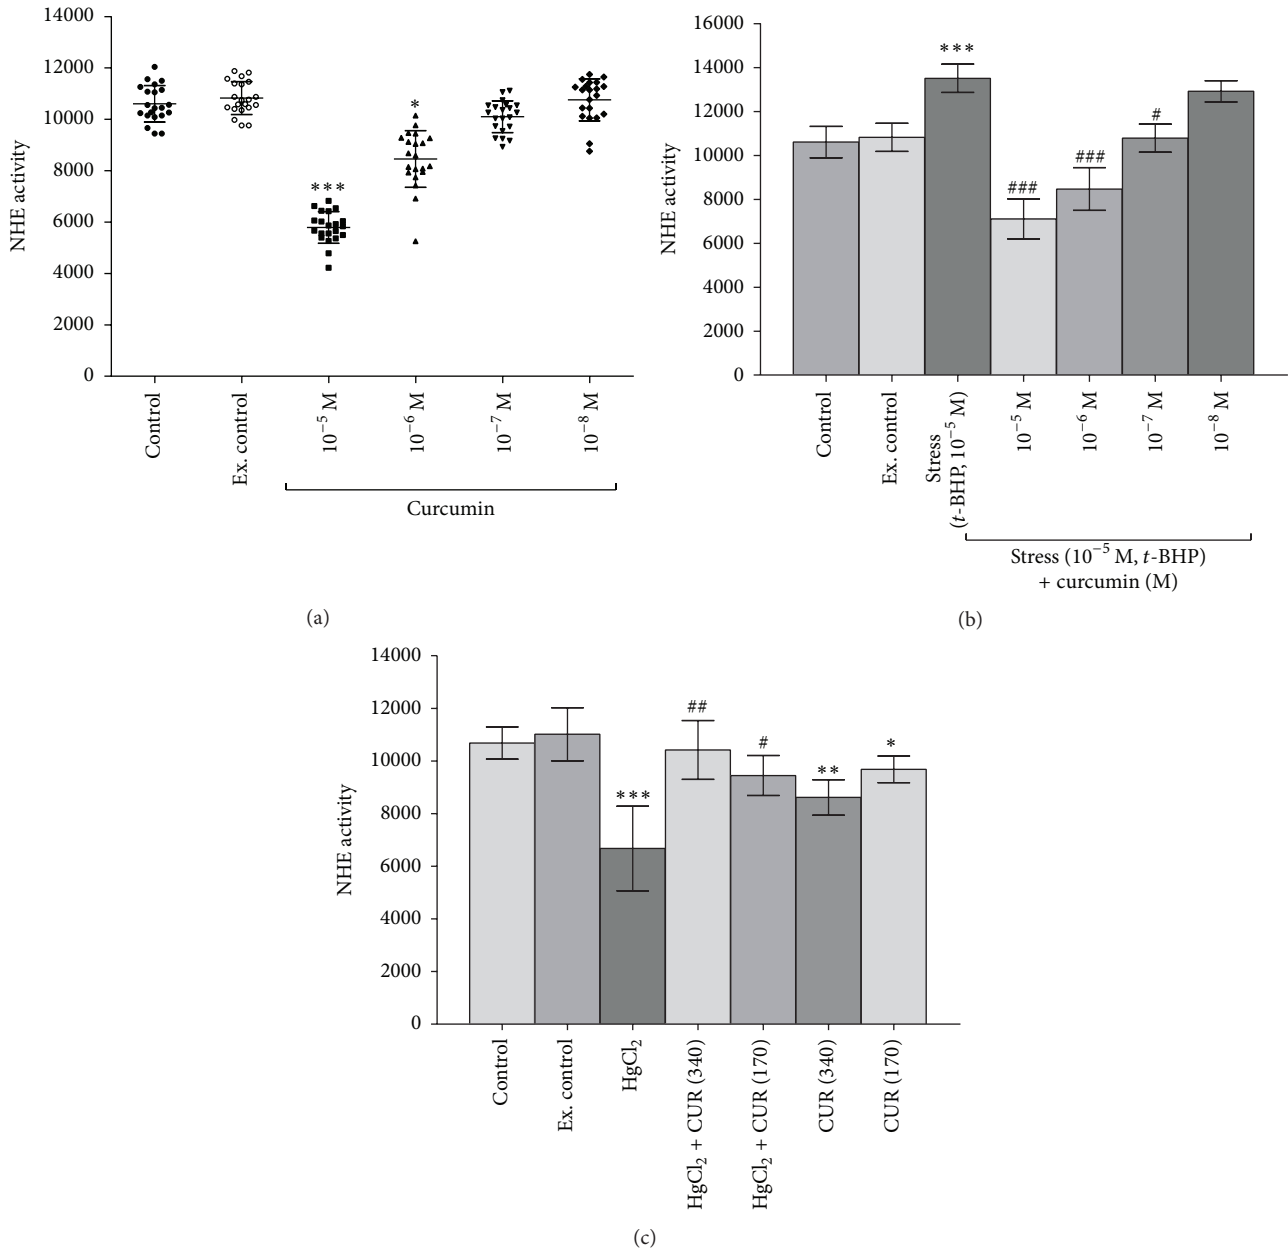 14000
12000
10000
8000
6000
4000
2000
0
NHE activity
***
*
Control
Ex. control
10⁻⁵ M
10⁻⁶ M
10⁻⁷ M
10⁻⁸ M
Curcumin
(a)
16000
14000
12000
10000
8000
6000
4000
2000
0
NHE activity
***
###
###
#
Control
Ex. control
Stress
(t-BHP, 10⁻⁵ M)
10⁻⁵ M
10⁻⁶ M
10⁻⁷ M
10⁻⁸ M
Stress (10⁻⁵ M, t-BHP)
+ curcumin (M)
(b)
14000
12000
10000
8000
6000
4000
2000
0
NHE activity
***
##
#
**
*
Control
Ex. control
HgCl₂
HgCl₂ + CUR (340)
HgCl₂ + CUR (170)
CUR (340)
CUR (170)
(c)